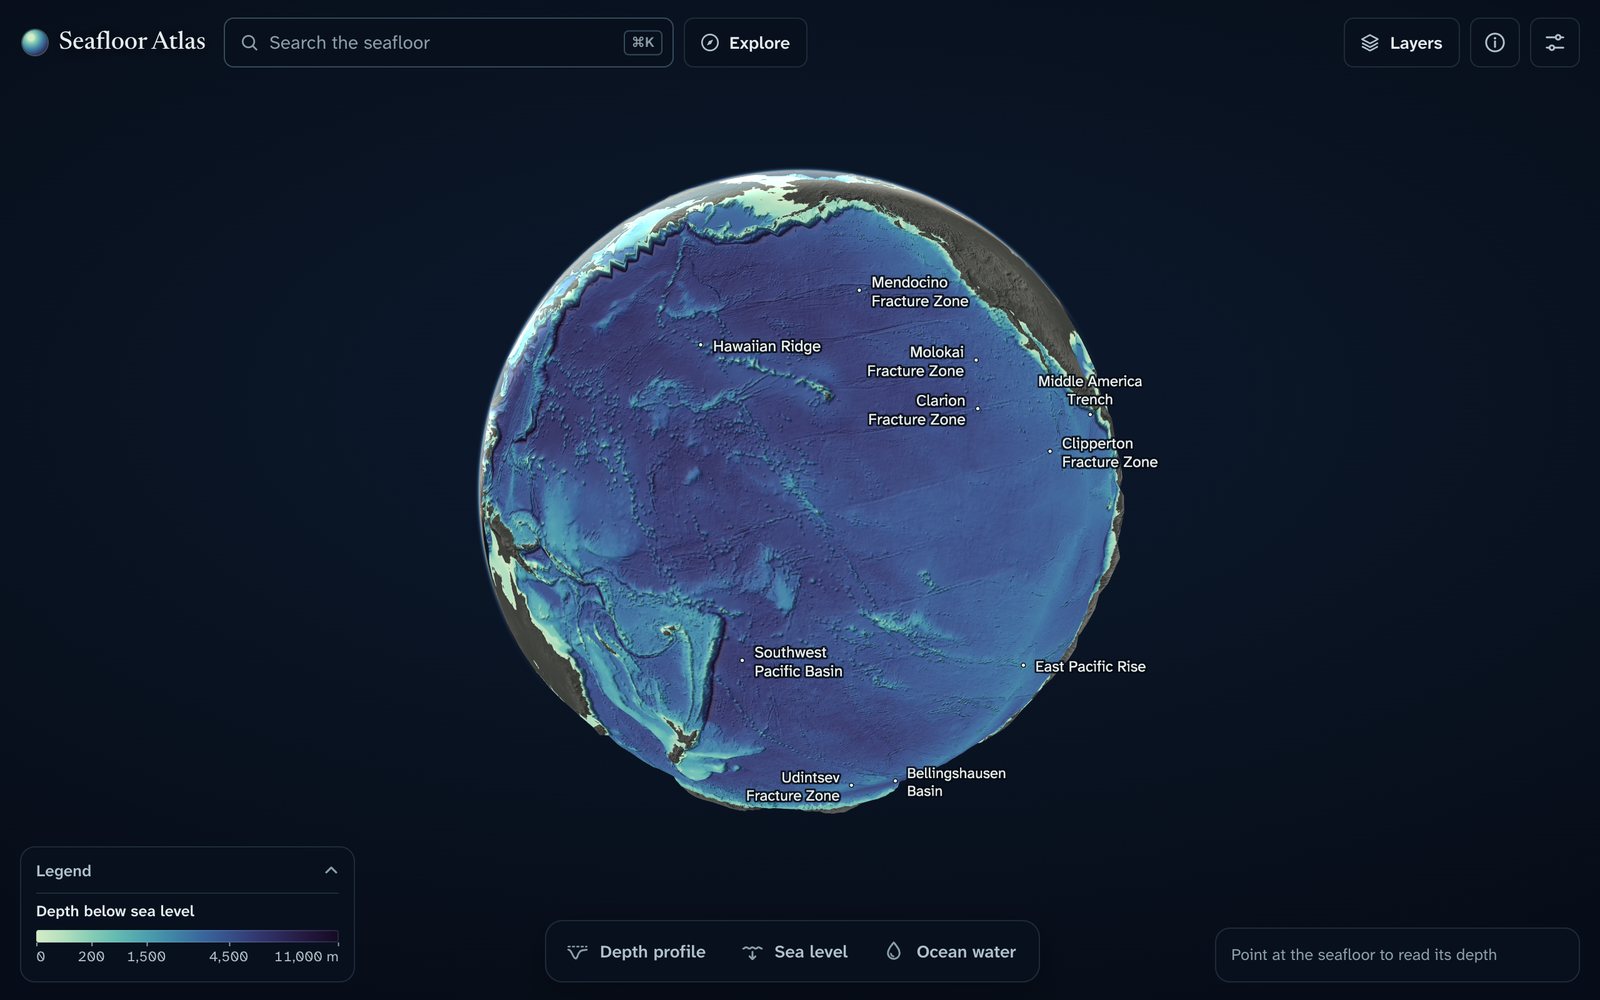 Seafloor Atlas
Search the seafloor
⌘K
Explore
Layers
Mendocino
Fracture Zone
Hawaiian Ridge
Molokai
Fracture Zone
Middle America
Trench
Clarion
Fracture Zone
Clipperton
Fracture Zone
Southwest
Pacific Basin
East Pacific Rise
Udintsev
Fracture Zone
Bellingshausen
Basin
Legend
Depth below sea level
0 200 1,500 4,500 11,000 m
Depth profile
Sea level
Ocean water
Point at the seafloor to read its depth